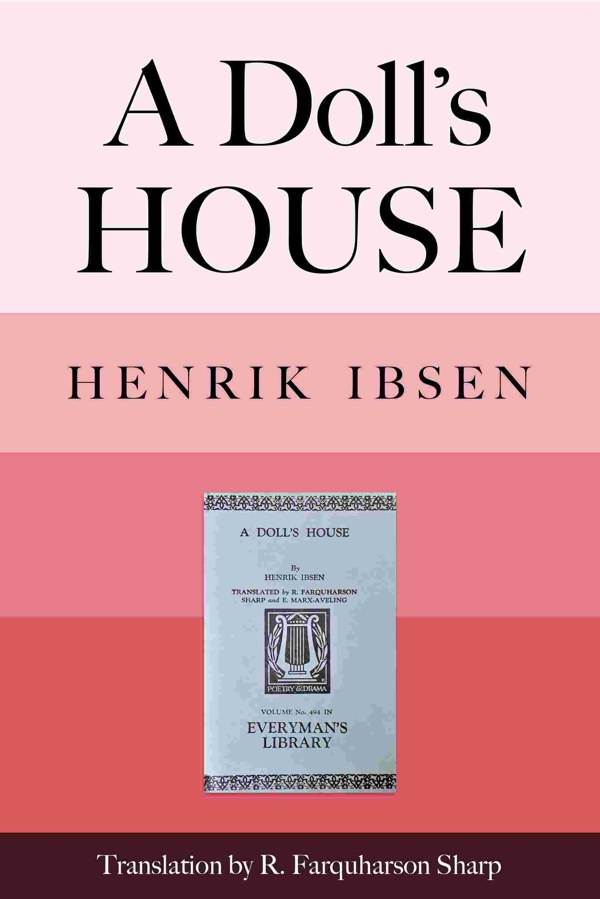 A Doll's
HOUSE
HENRIK IBSEN
A DOLL'S HOUSE
By
HENRIK IBSEN
TRANSLATED by R. FARQUHARSON
SHARP and E. MARX-AVELING
POETRY & DRAMA
VOLUME No. 494 IN
EVERYMAN'S
LIBRARY
Translation by R. Farquharson Sharp